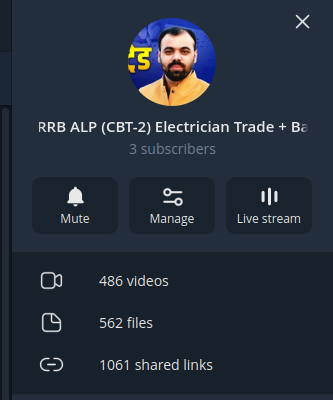 RRB ALP (CBT-2) Electrician Trade + Ba
3 subscribers
Mute
Manage
Live stream
486 videos
562 files
1061 shared links